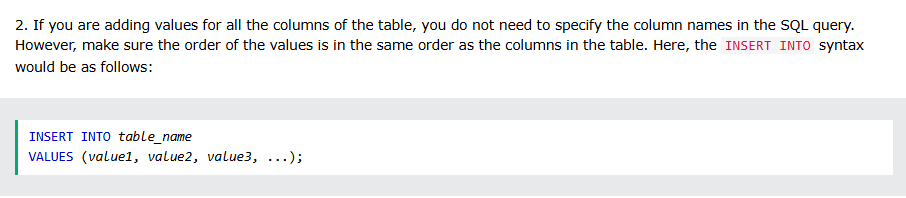 2. If you are adding values for all the columns of the table, you do not need to specify the column names in the SQL query.
However, make sure the order of the values is in the same order as the columns in the table. Here, the INSERT INTO syntax
would be as follows:
INSERT INTO table_name
VALUES (value1, value2, value3, ...);